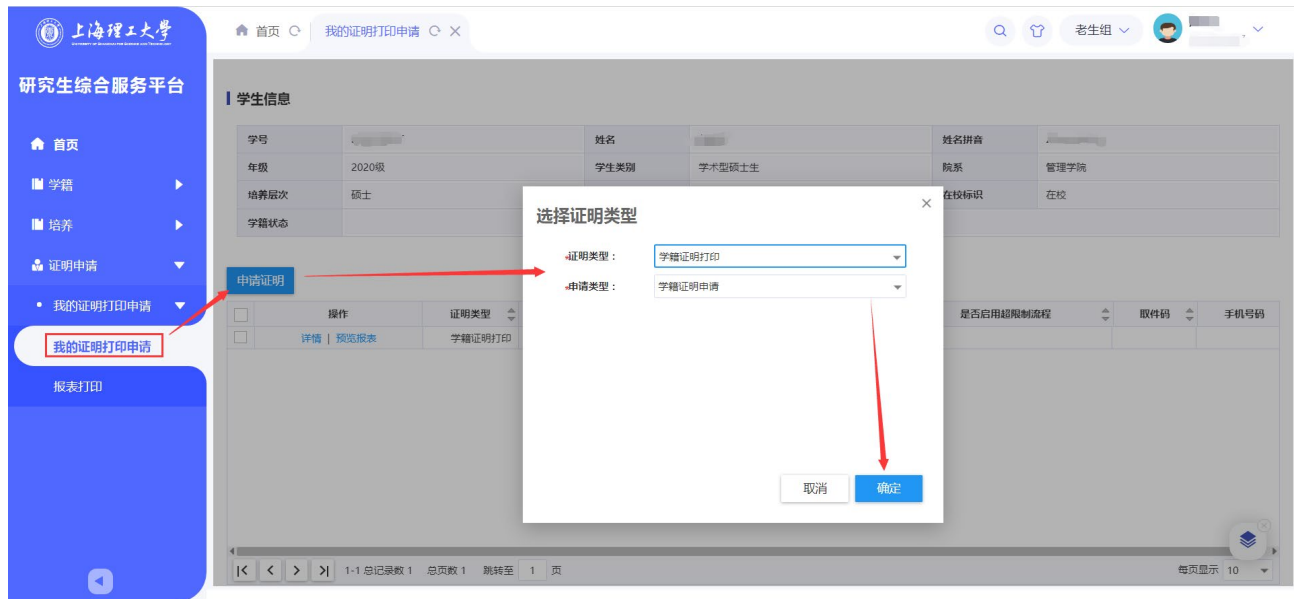 上海理工大学
首页
我的证明打印申请
老生组
研究生综合服务平台
首页
学籍
培养
证明申请
我的证明打印申请
我的证明打印申请
报表打印
学生信息
学号 姓名 姓名拼音
年级 2020级 学生类别 学术型硕士生 院系 管理学院
培养层次 硕士 在校标识 在校
学籍状态
申请证明
操作 证明类型 是否启用超限制流程 取件码 手机号码
详情 | 预览报表 学籍证明打印
选择证明类型
*证明类型： 学籍证明打印
*申请类型： 学籍证明申请
取消 确定
1-1 总记录数 1 总页数 1 跳转至 1 页
每页显示 10